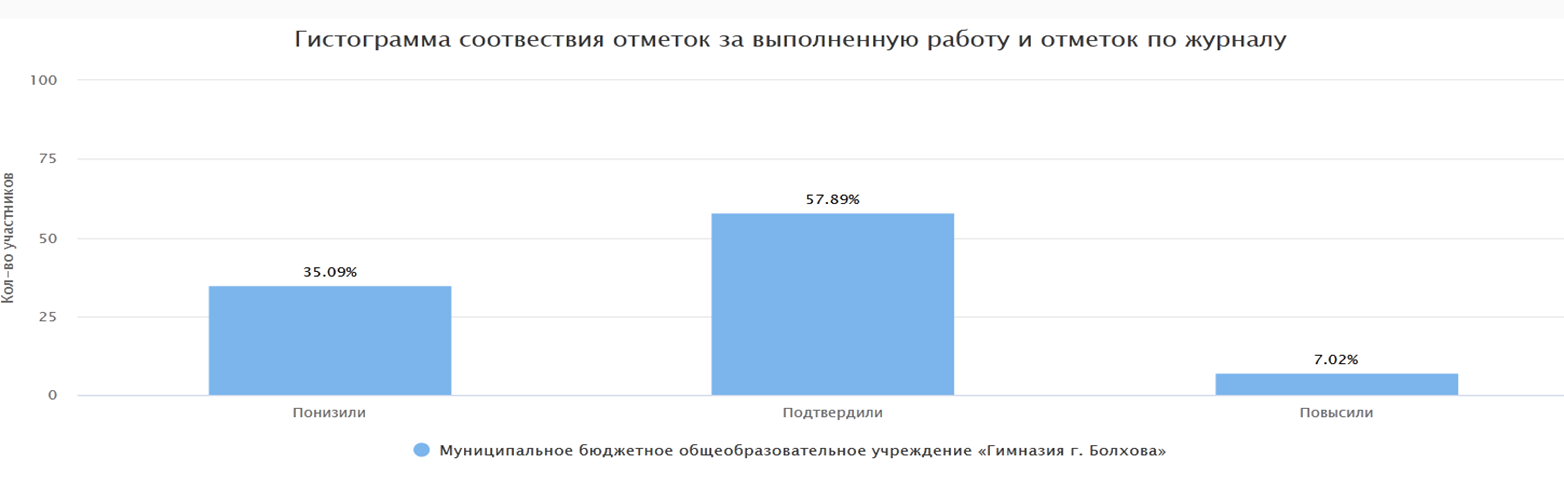 Гистограмма соотвествия отметок за выполненную работу и отметок по журналу
100
75
50
25
0
Кол-во участников
35.09%
57.89%
7.02%
Понизили
Подтвердили
Повысили
Муниципальное бюджетное общеобразовательное учреждение «Гимназия г. Болхова»